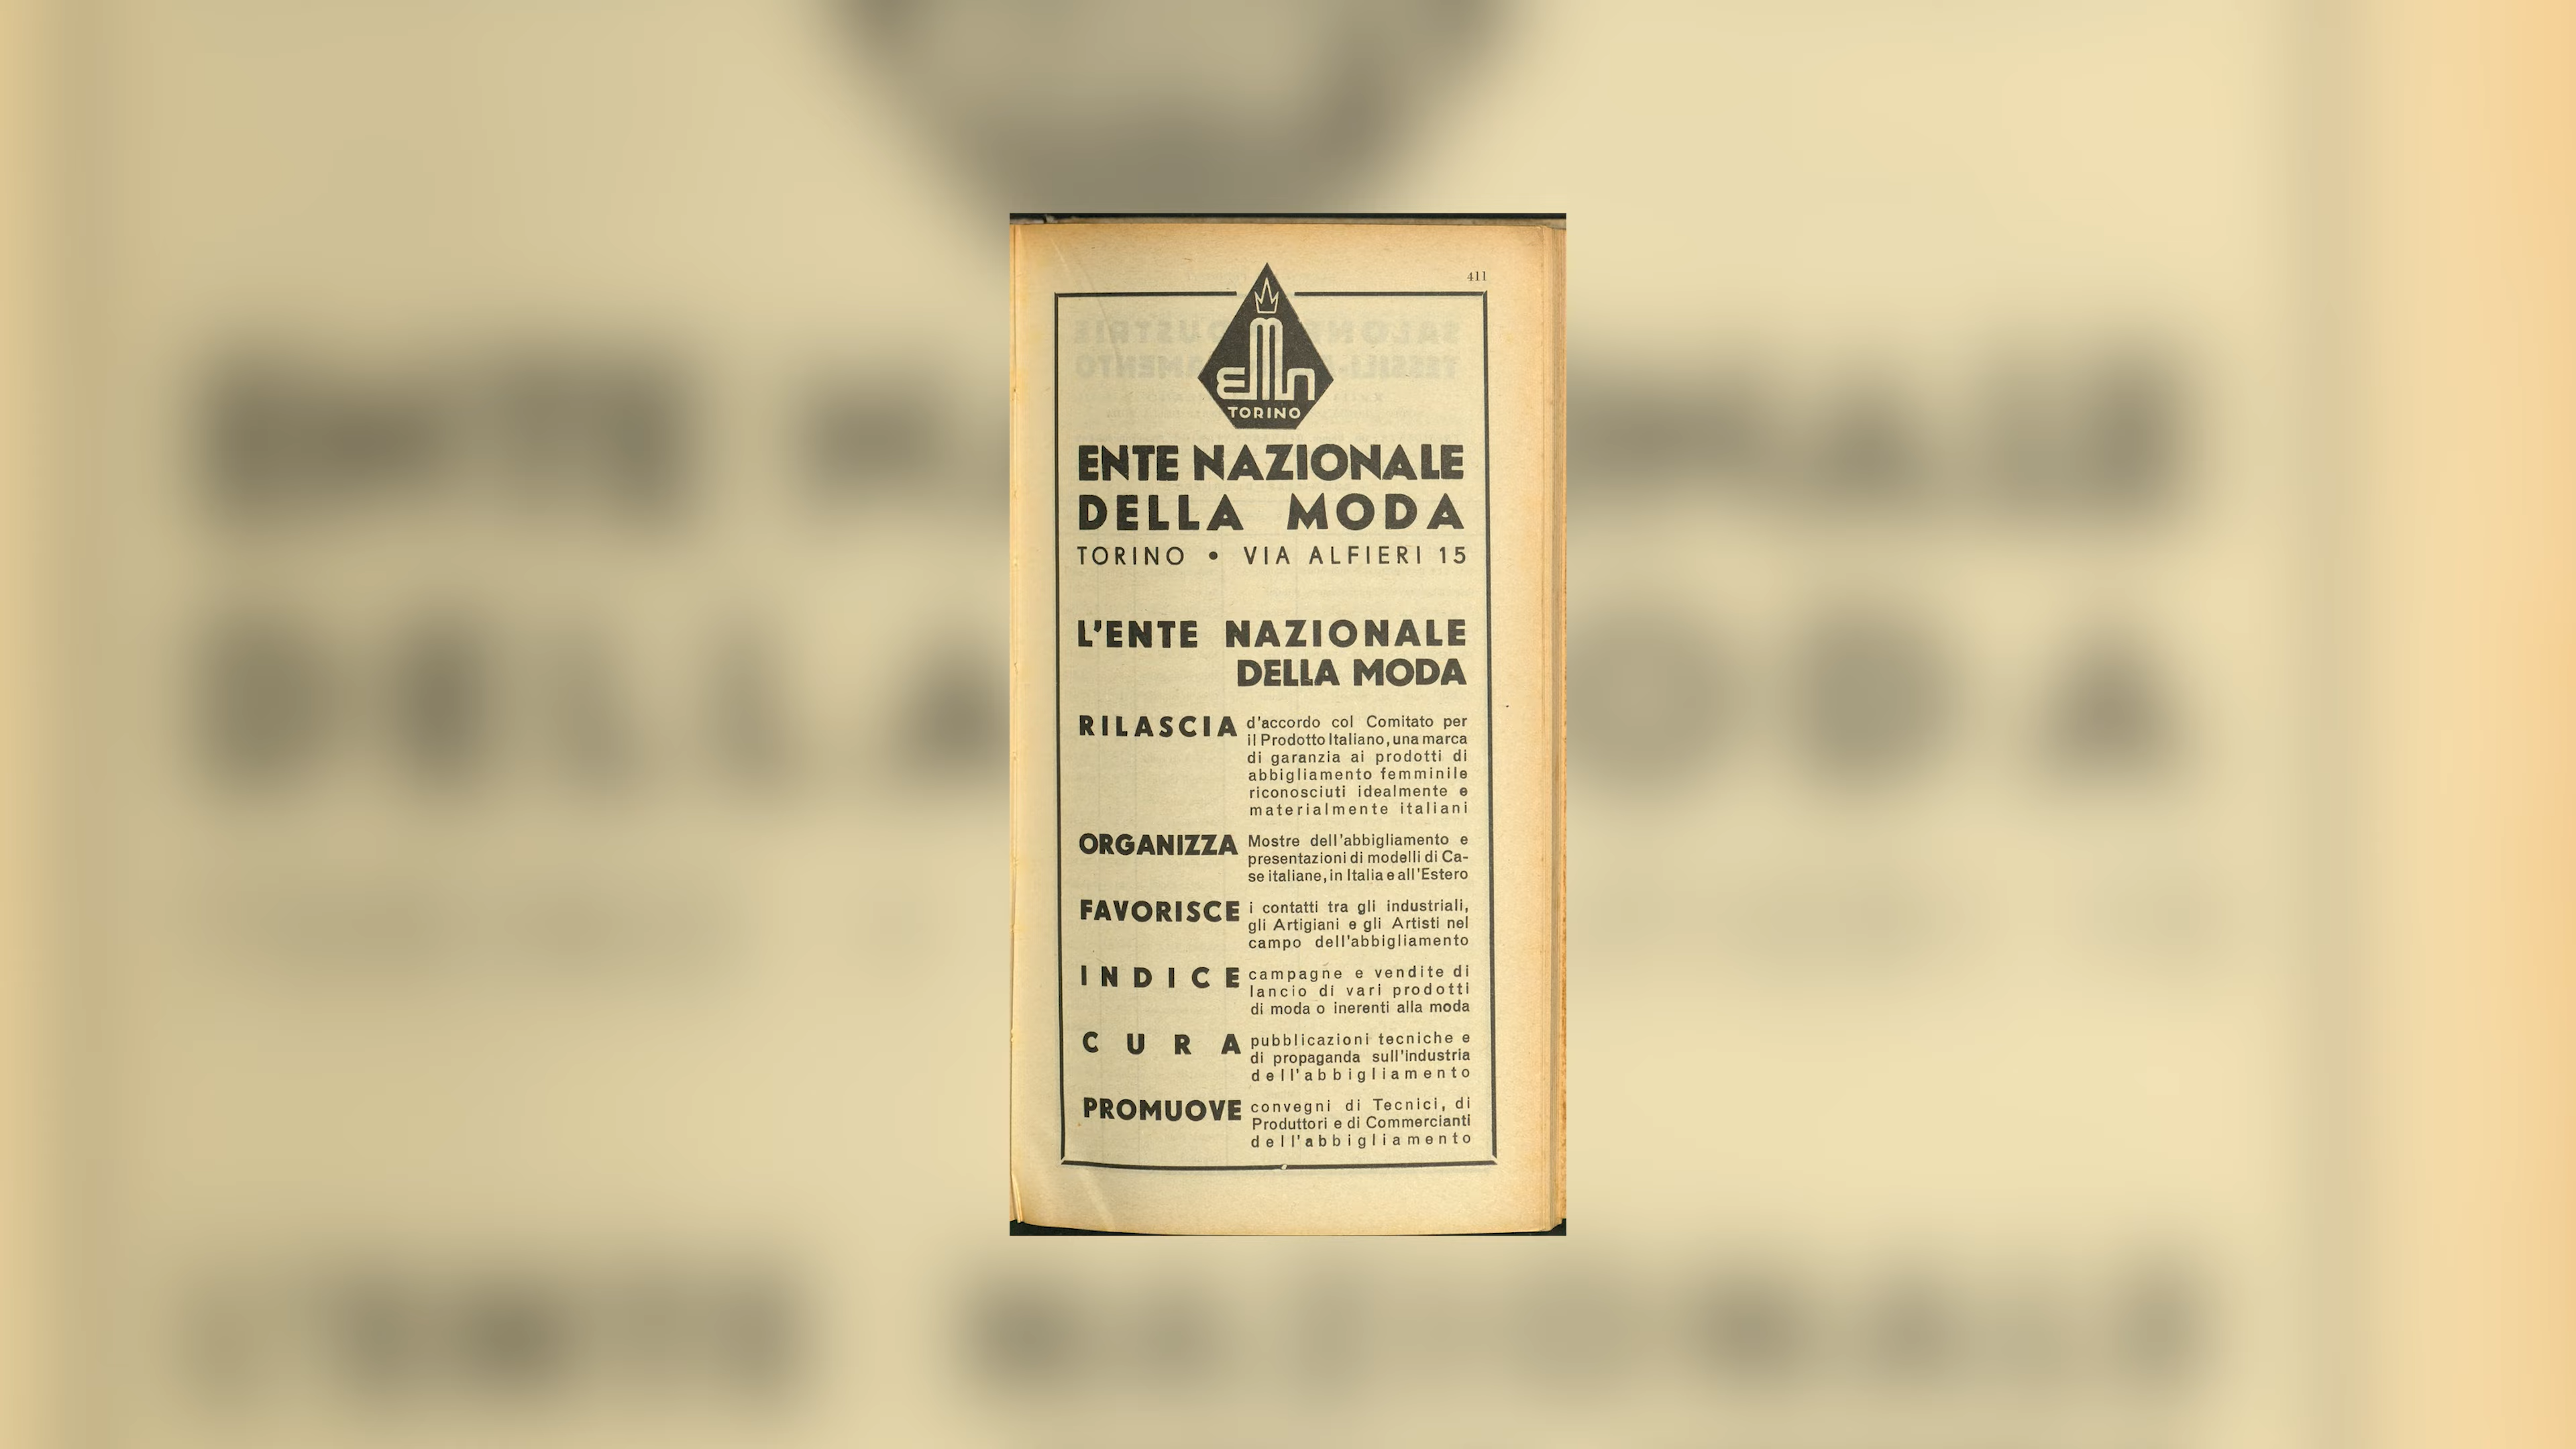 411
emn
TORINO
ENTE NAZIONALE
DELLA MODA
TORINO • VIA ALFIERI 15
L'ENTE NAZIONALE
DELLA MODA
RILASCIA d'accordo col Comitato per
il Prodotto Italiano, una marca
di garanzia ai prodotti di
abbigliamento femminile
riconosciuti idealmente e
materialmente italiani
ORGANIZZA Mostre dell'abbigliamento e
presentazioni di modelli di Ca-
se italiane, in Italia e all'Estero
FAVORISCE i contatti tra gli industriali,
gli Artigiani e gli Artisti nel
campo dell'abbigliamento
INDICE campagne e vendite di
lancio di vari prodotti
di moda o inerenti alla moda
CURA pubblicazioni tecniche e
di propaganda sull'industria
dell'abbigliamento
PROMUOVE convegni di Tecnici, di
Produttori e di Commercianti
dell'abbigliamento